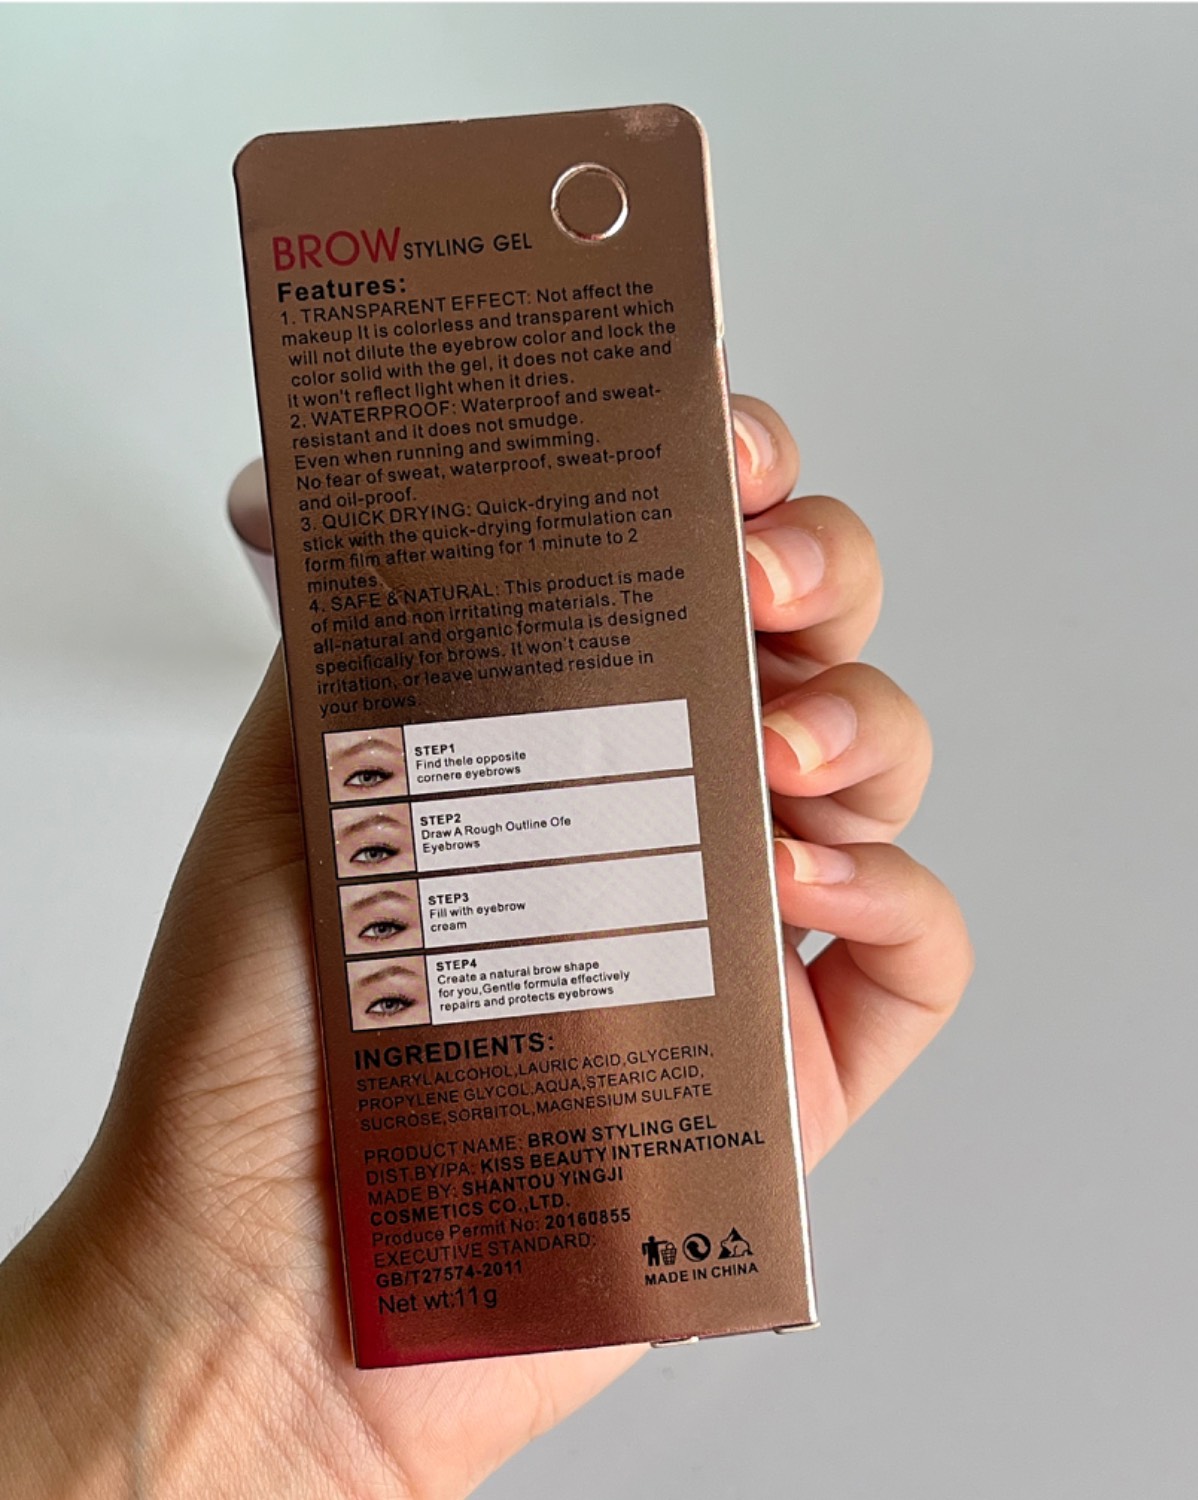 BROW STYLING GEL
Features:
1. TRANSPARENT EFFECT: Not affect the
makeup It is colorless and transparent which
will not dilute the eyebrow color and lock the
color solid with the gel, it does not cake and
it won't reflect light when it dries.
2. WATERPROOF: Waterproof and sweat-
resistant and it does not smudge.
Even when running and swimming.
No fear of sweat, waterproof, sweat-proof
and oil-proof.
3. QUICK DRYING: Quick-drying and not
stick with the quick-drying formulation can
form film after waiting for 1 minute to 2
minutes.
4. SAFE & NATURAL: This product is made
of mild and non irritating materials. The
all-natural and organic formula is designed
specifically for brows. It won't cause
irritation, or leave unwanted residue in
your brows.
STEP1
Find thele opposite
cornere eyebrows
STEP2
Draw A Rough Outline Ofe
Eyebrows
STEP3
Fill with eyebrow
cream
STEP4
Create a natural brow shape
for you,Gentle formula effectively
repairs and protects eyebrows
INGREDIENTS:
STEARYL ALCOHOL,LAURIC ACID,GLYCERIN,
PROPYLENE GLYCOL,AQUA,STEARIC ACID,
SUCROSE,SORBITOL,MAGNESIUM SULFATE
PRODUCT NAME: BROW STYLING GEL
DIST.BY/PA: KISS BEAUTY INTERNATIONAL
MADE BY: SHANTOU YINGJI
COSMETICS CO.,LTD.
Produce Permit No: 20160855
EXECUTIVE STANDARD:
GB/T27574-2011
Net wt:11g
MADE IN CHINA